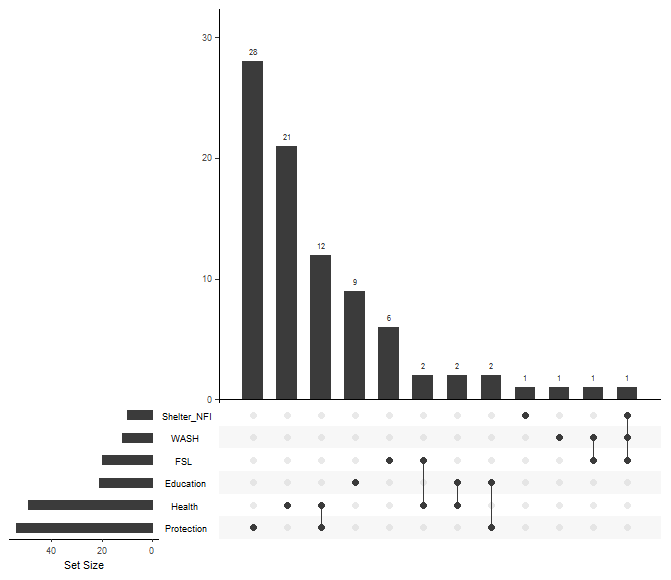 30
28
21
20
12
10
9
6
2 2 2
1 1 1 1
0
Shelter_NFI
WASH
FSL
Education
Health
Protection
40 20 0
Set Size